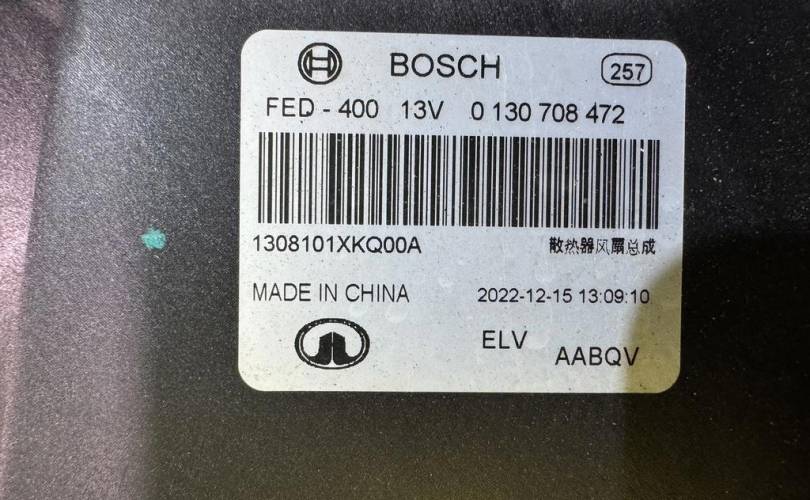 BOSCH 257
FED - 400 13V 0 130 708 472
1308101XKQ00A 散热器风扇总成
MADE IN CHINA 2022-12-15 13:09:10
ELV
AABQV